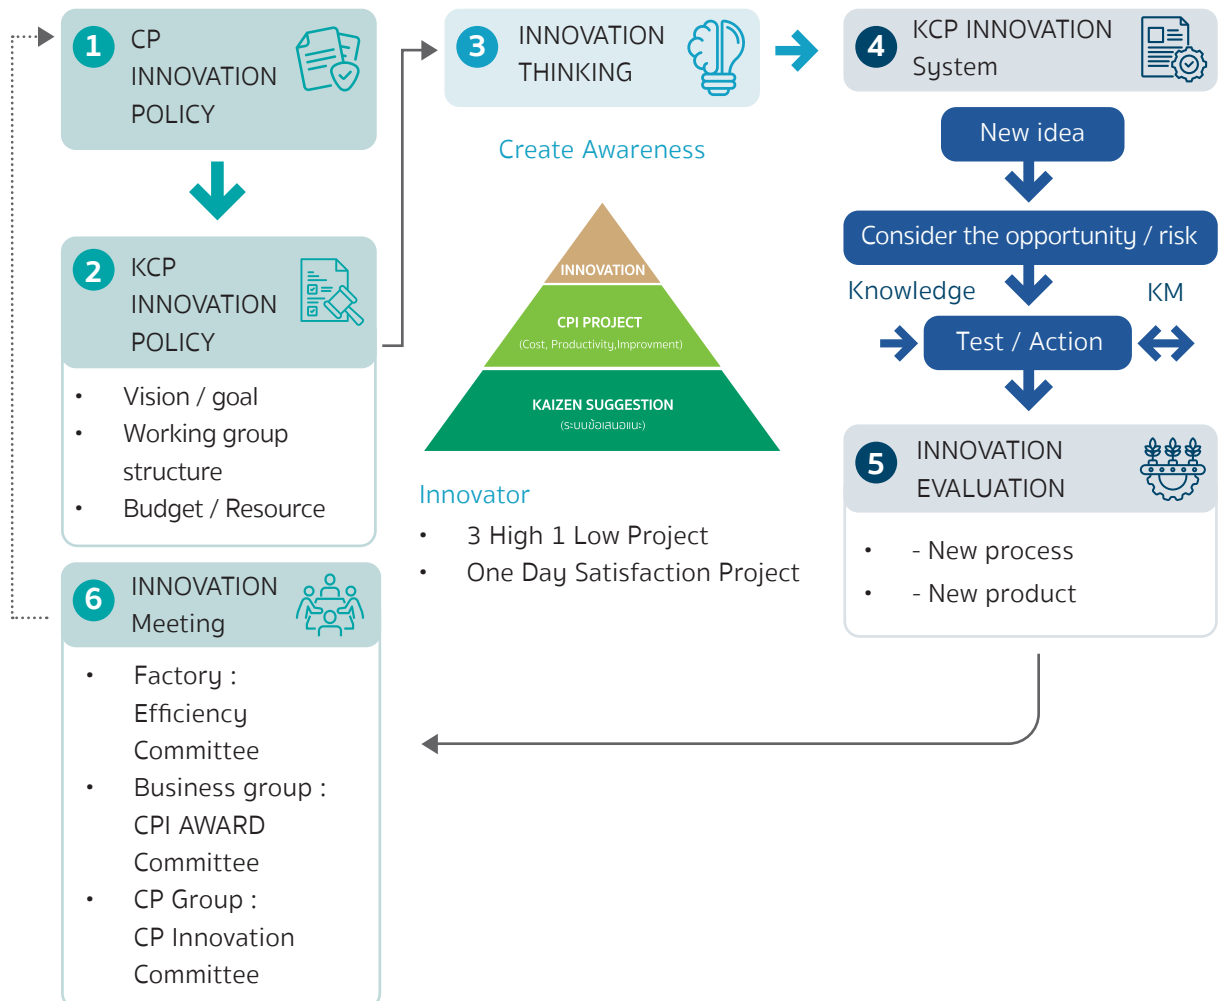 1
CP
INNOVATION
POLICY
2
KCP
INNOVATION
POLICY
• Vision / goal
• Working group
structure
• Budget / Resource
3
INNOVATION
THINKING
Create Awareness
INNOVATION
CPI PROJECT
(Cost, Productivity,Improvment)
KAIZEN SUGGESTION
(ระบบข้อเสนอแนะ)
Innovator
• 3 High 1 Low Project
• One Day Satisfaction Project
4
KCP INNOVATION
System
New idea
Consider the opportunity / risk
Knowledge
KM
Test / Action
5
INNOVATION
EVALUATION
• - New process
• - New product
6
INNOVATION
Meeting
• Factory :
Efficiency
Committee
• Business group :
CPI AWARD
Committee
• CP Group :
CP Innovation
Committee